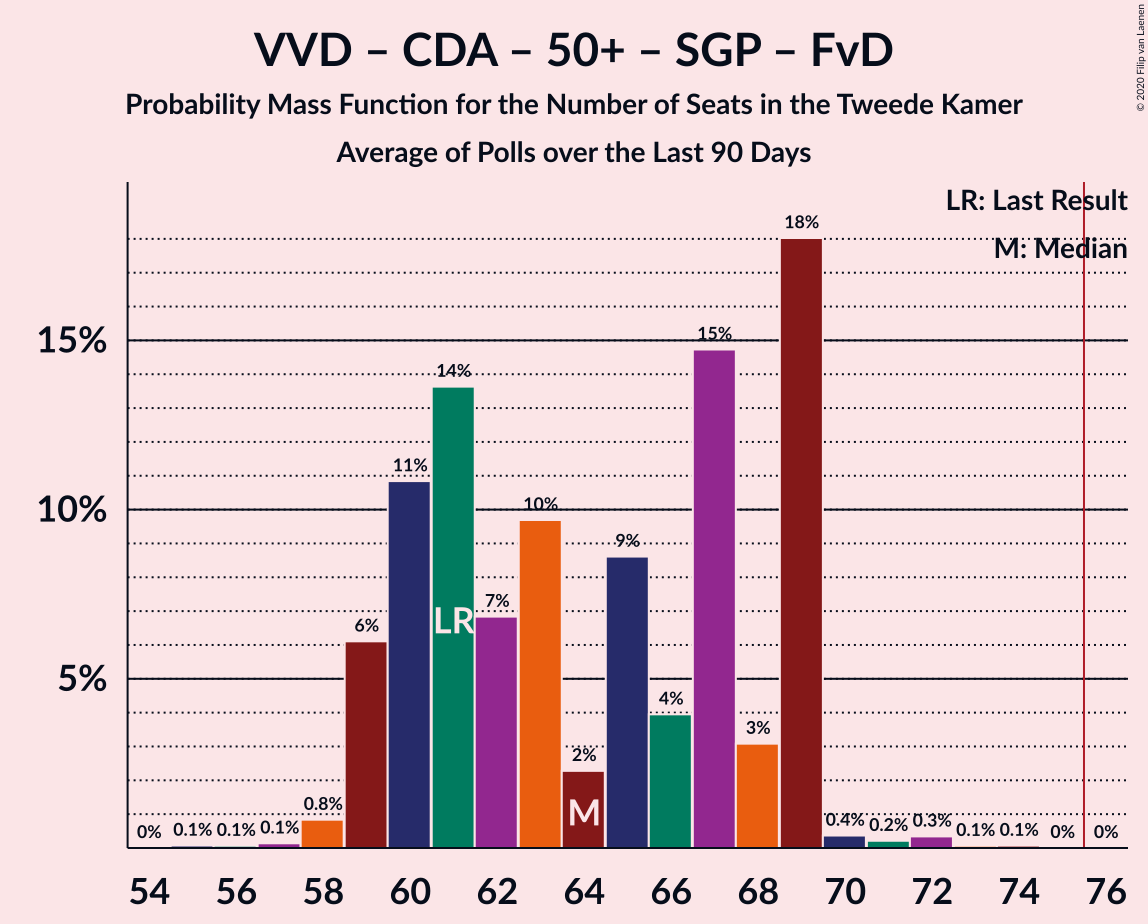 VVD – CDA – 50+ – SGP – FvD
Probability Mass Function for the Number of Seats in the Tweede Kamer
Average of Polls over the Last 90 Days
© 2020 Filip van Laenen
LR: Last Result
M: Median
15%
10%
5%
0%
0.1%
0.1%
0.1%
0.8%
6%
11%
14%
7%
10%
2%
9%
4%
15%
3%
18%
0.4%
0.2%
0.3%
0.1%
0.1%
0%
0%
LR
M
54 56 58 60 62 64 66 68 70 72 74 76